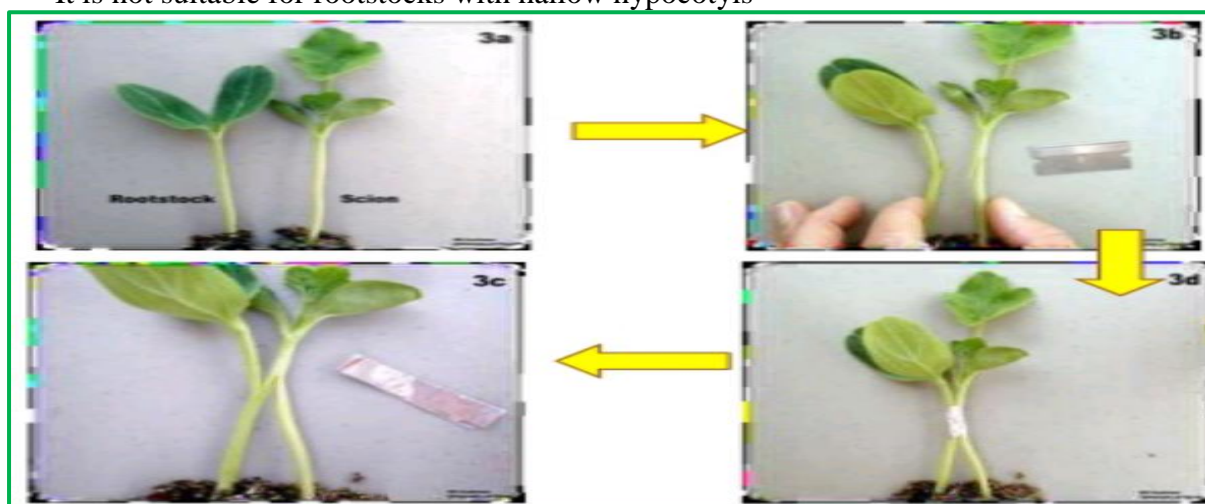 It is not suitable for rootstocks with hallow hypocotyls
3a
3b
Rootstock
Scion
3c
3d